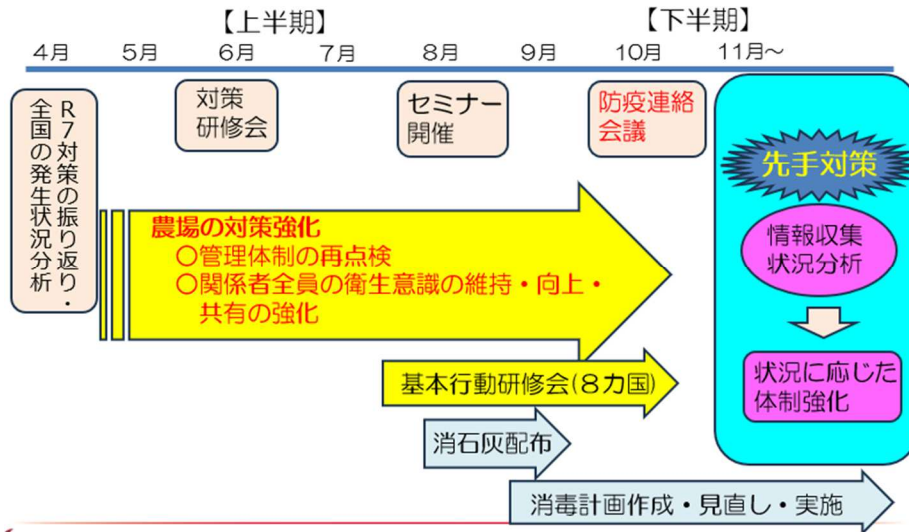 【上半期】
【下半期】
4月 5月 6月 7月 8月 9月 10月 11月～
R7対策の振り返り・
全国の発生状況分析
対策
研修会
セミナー
開催
防疫連絡
会議
先手対策
情報収集
状況分析
状況に応じた
体制強化
農場の対策強化
○管理体制の再点検
○関係者全員の衛生意識の維持・向上・
共有の強化
基本行動研修会(8カ国)
消石灰配布
消毒計画作成・見直し・実施